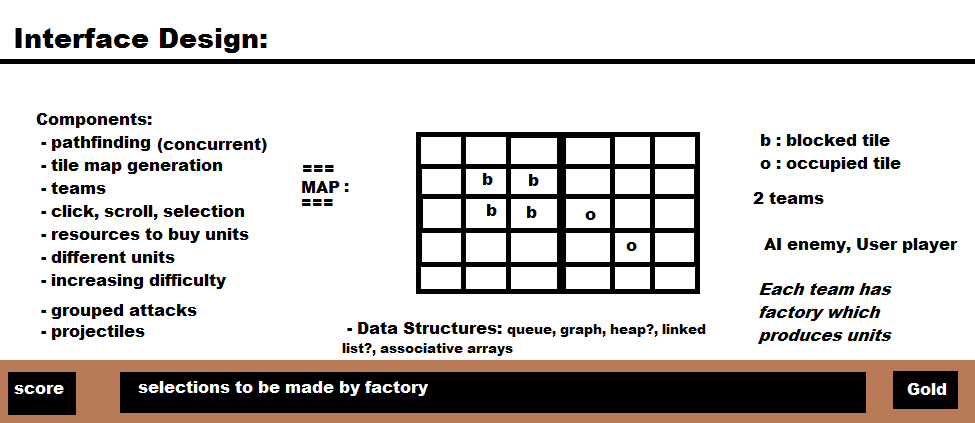 Interface Design:
Components:
- pathfinding (concurrent)
- tile map generation
- teams
- click, scroll, selection
- resources to buy units
- different units
- increasing difficulty
- grouped attacks
- projectiles
===
MAP :
===
b b
b b o
o
- Data Structures: queue, graph, heap?, linked
list?, associative arrays
b : blocked tile
o : occupied tile
2 teams
AI enemy, User player
Each team has
factory which
produces units
score
selections to be made by factory
Gold